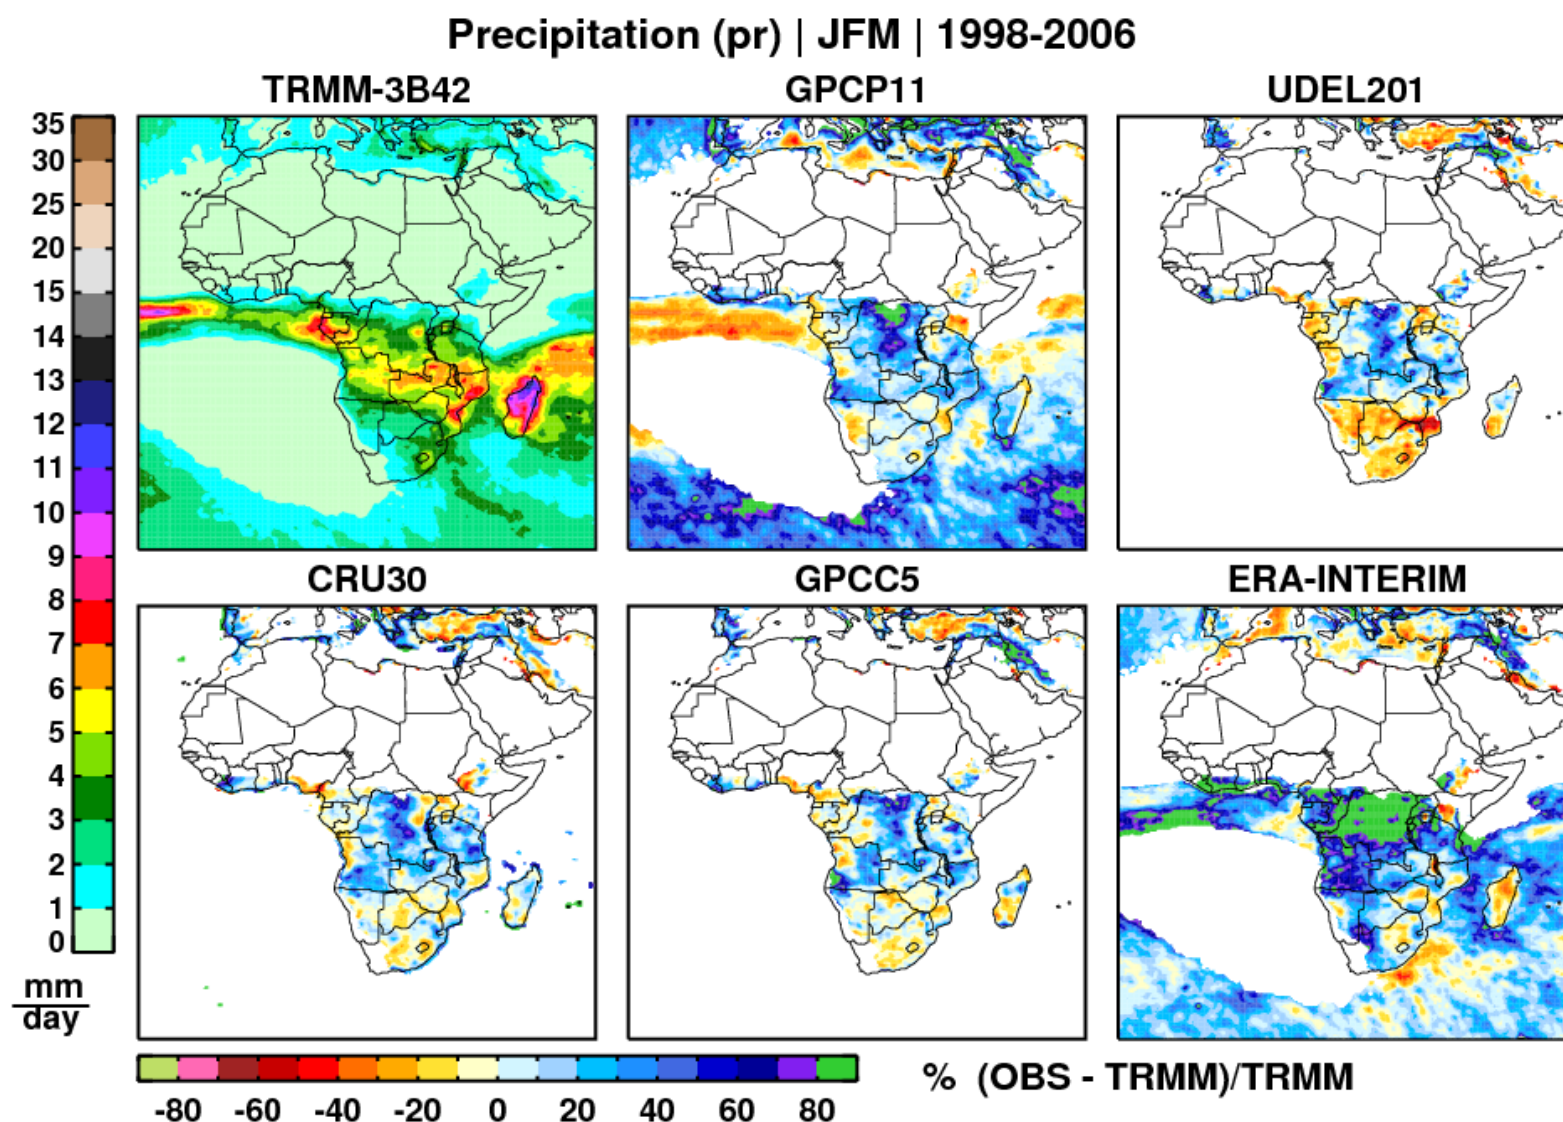 Precipitation (pr) | JFM | 1998-2006
TRMM-3B42
GPCP11
UDEL201
35
30
25
20
15
14
13
12
11
10
9
8
7
6
5
4
3
2
1
0
mm
day
CRU30
GPCC5
ERA-INTERIM
-80 -60 -40 -20 0 20 40 60 80
% (OBS - TRMM)/TRMM